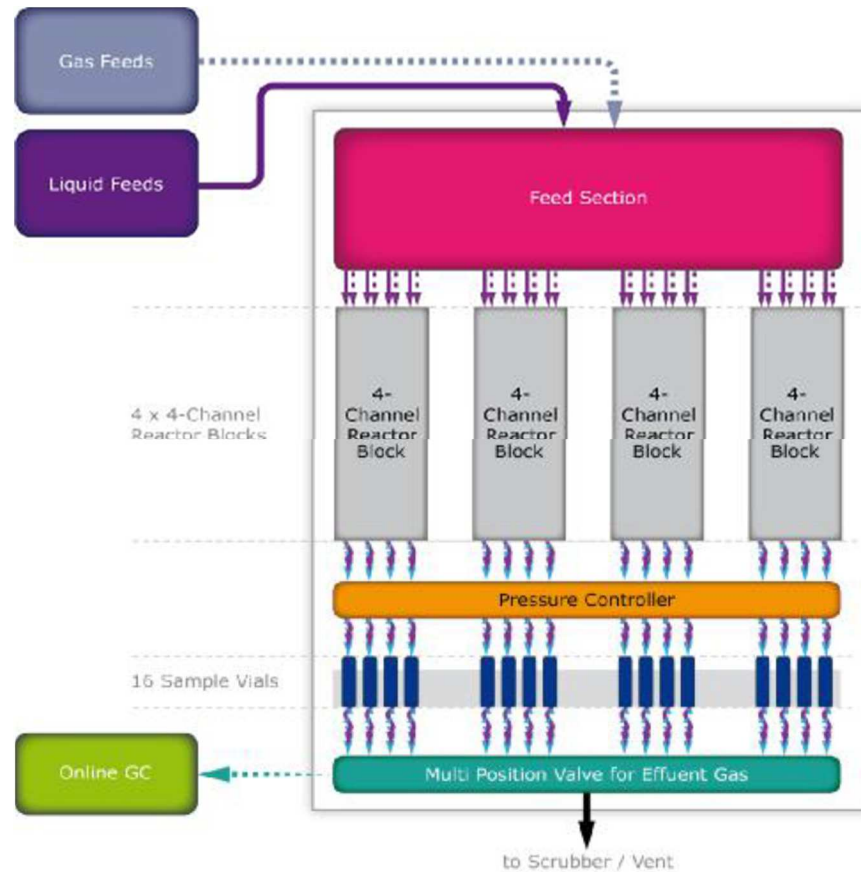 Gas Feeds
Liquid Feeds
Feed Section
4 x 4-Channel
Reactor Blocks
4-
Channel
Reactor
Block
4-
Channel
Reactor
Block
4-
Channel
Reactor
Block
4-
Channel
Reactor
Block
Pressure Controller
16 Sample Vials
Online GC
Multi Position Valve for Effuent Gas
to Scrubber / Vent